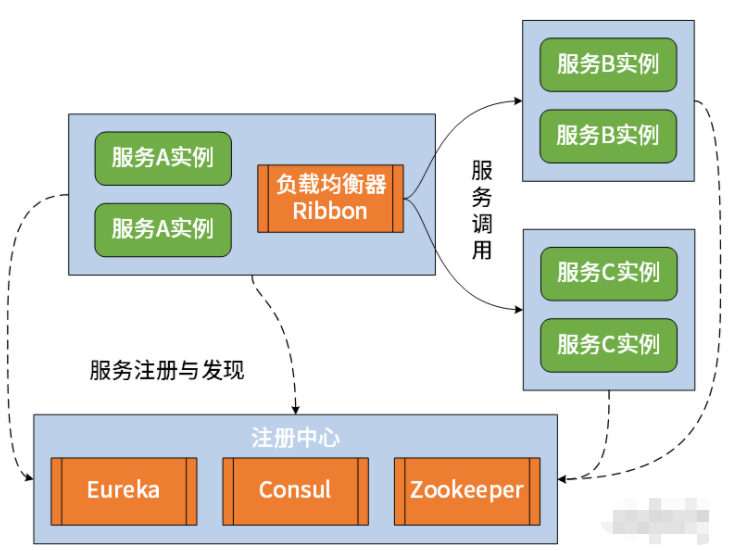 服务B实例
服务B实例
服务A实例
服务A实例
负载均衡器
Ribbon
服
务
调
用
服务C实例
服务C实例
服务注册与发现
注册中心
Eureka
Consul
Zookeeper